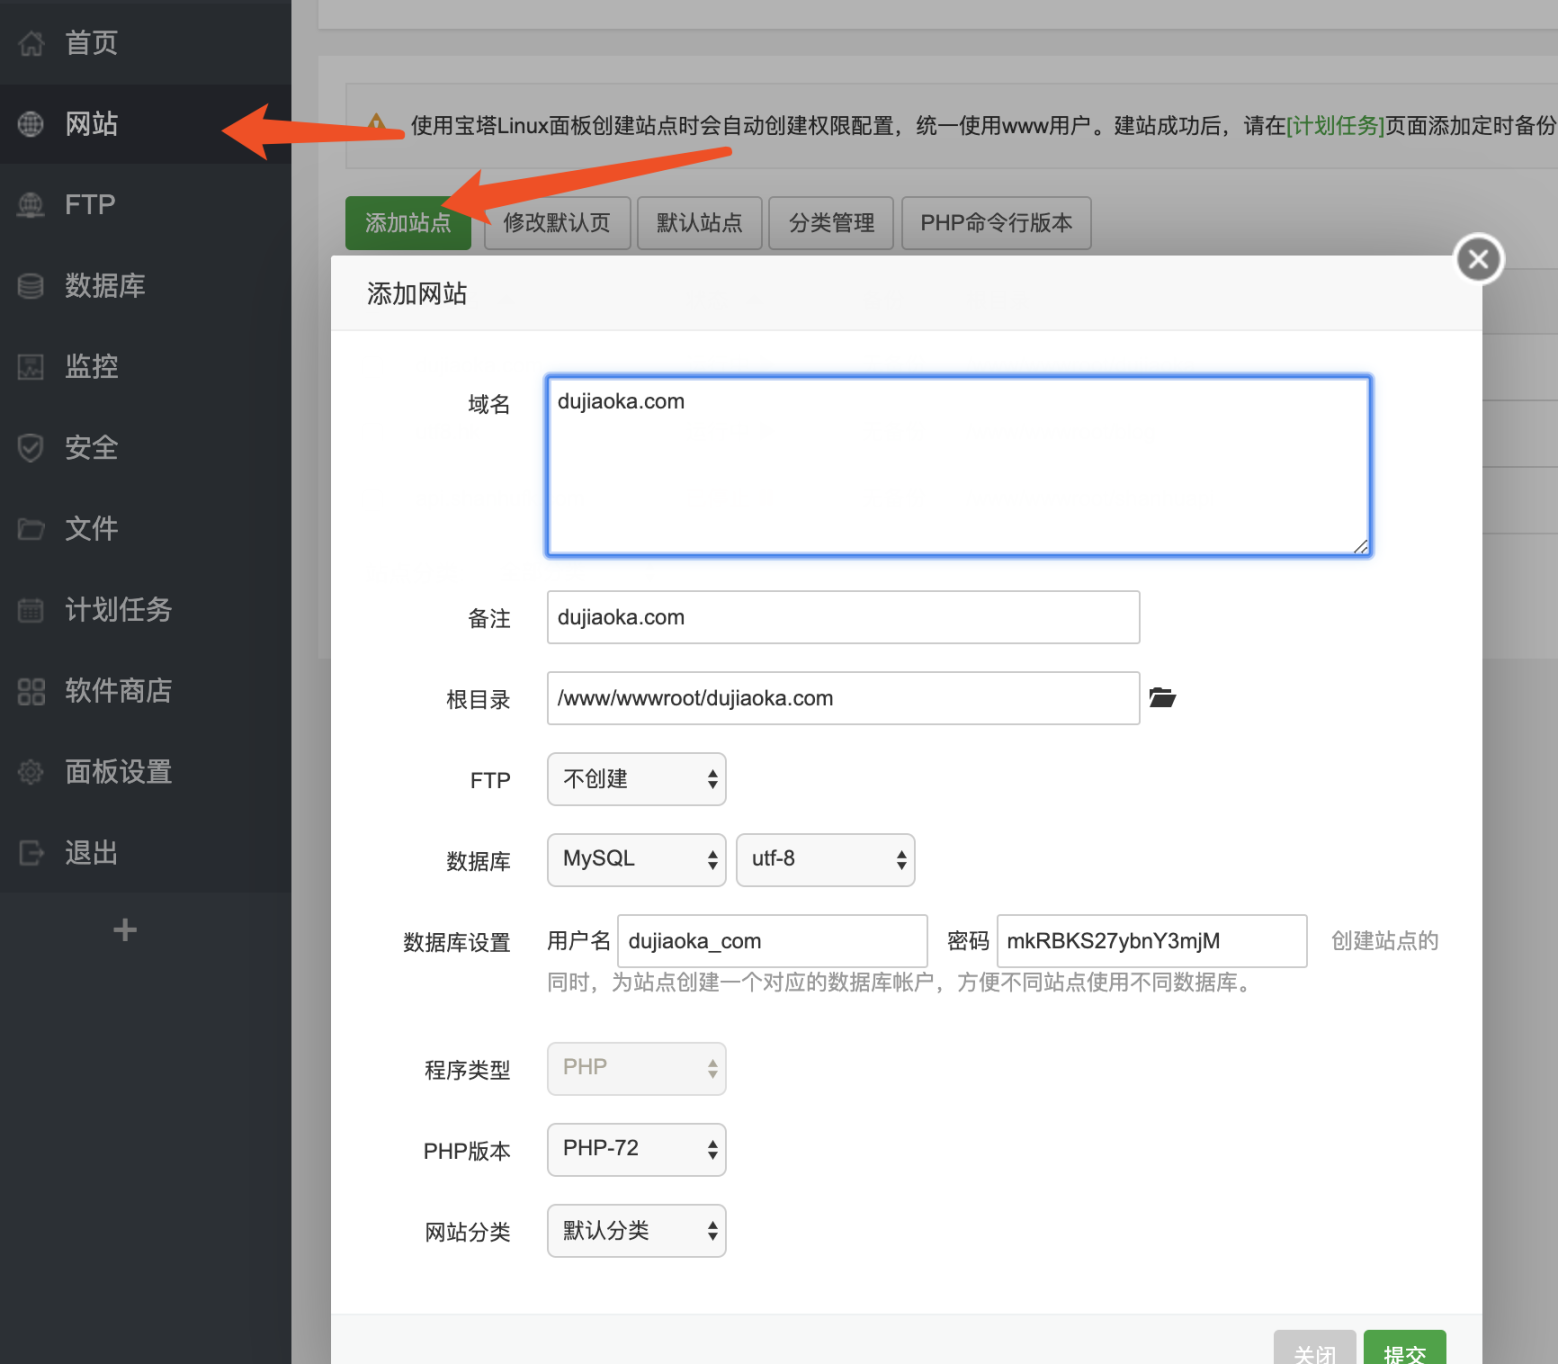 首页
网站
FTP
数据库
监控
安全
文件
计划任务
软件商店
面板设置
退出
使用宝塔Linux面板创建站点时会自动创建权限配置，统一使用www用户。建站成功后，请在[计划任务]页面添加定时备份
添加站点 修改默认页 默认站点 分类管理 PHP命令行版本
添加网站
域名 dujiaoka.com
备注 dujiaoka.com
根目录 /www/wwwroot/dujiaoka.com
FTP 不创建
数据库 MySQL utf-8
数据库设置 用户名 dujiaoka_com 密码 mkRBKS27ybnY3mjM 创建站点的
同时，为站点创建一个对应的数据库帐户，方便不同站点使用不同数据库。
程序类型 PHP
PHP版本 PHP-72
网站分类 默认分类
关闭 提交